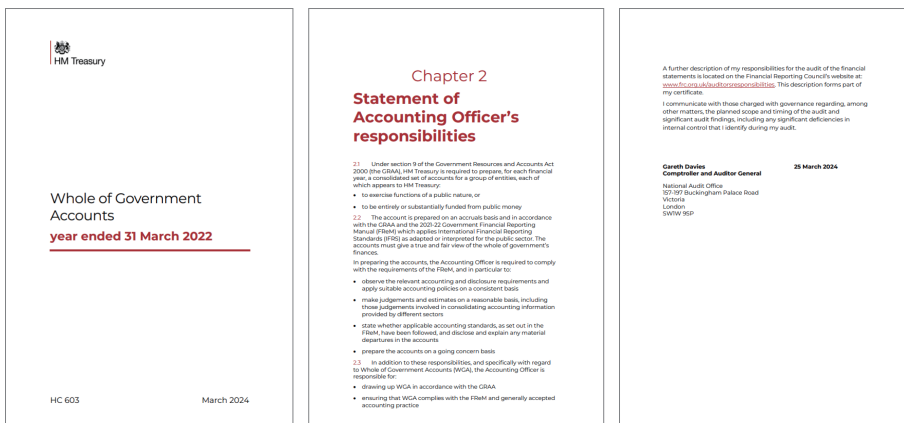 HM Treasury
Whole of Government
Accounts
year ended 31 March 2022
HC 603
March 2024
Chapter 2
Statement of
Accounting Officer's
responsibilities
2.1 Under section 9 of the Government Resources and Accounts Act
2000 (the GRAA), HM Treasury is required to prepare, for each financial
year, a consolidated set of accounts for a group of entities, each of
which appears to HM Treasury:
• to exercise functions of a public nature, or
• to be entirely or substantially funded from public money
2.2 The account is prepared on an accruals basis and in accordance
with the GRAA and the 2021-22 Government Financial Reporting
Manual (FReM) which applies International Financial Reporting
Standards (IFRS) as adapted or interpreted for the public sector. The
accounts must give a true and fair view of the whole of government's
finances.
In preparing the accounts, the Accounting Officer is required to comply
with the requirements of the FReM, and in particular to:
• observe the relevant accounting and disclosure requirements and
apply suitable accounting policies on a consistent basis
• make judgements and estimates on a reasonable basis, including
those judgements involved in consolidating accounting information
provided by different sectors
• state whether applicable accounting standards, as set out in the
FReM, have been followed, and disclose and explain any material
departures in the accounts
• prepare the accounts on a going concern basis
2.3 In addition to these responsibilities, and specifically with regard
to Whole of Government Accounts (WGA), the Accounting Officer is
responsible for:
• drawing up WGA in accordance with the GRAA
• ensuring that WGA complies with the FReM and generally accepted
accounting practice
A further description of my responsibilities for the audit of the financial
statements is located on the Financial Reporting Council's website at:
www.frc.org.uk/auditorsresponsibilities. This description forms part of
my certificate.
I communicate with those charged with governance regarding, among
other matters, the planned scope and timing of the audit and
significant audit findings, including any significant deficiencies in
internal control that I identify during my audit.
Gareth Davies 25 March 2024
Comptroller and Auditor General
National Audit Office
157-197 Buckingham Palace Road
Victoria
London
SW1W 9SP